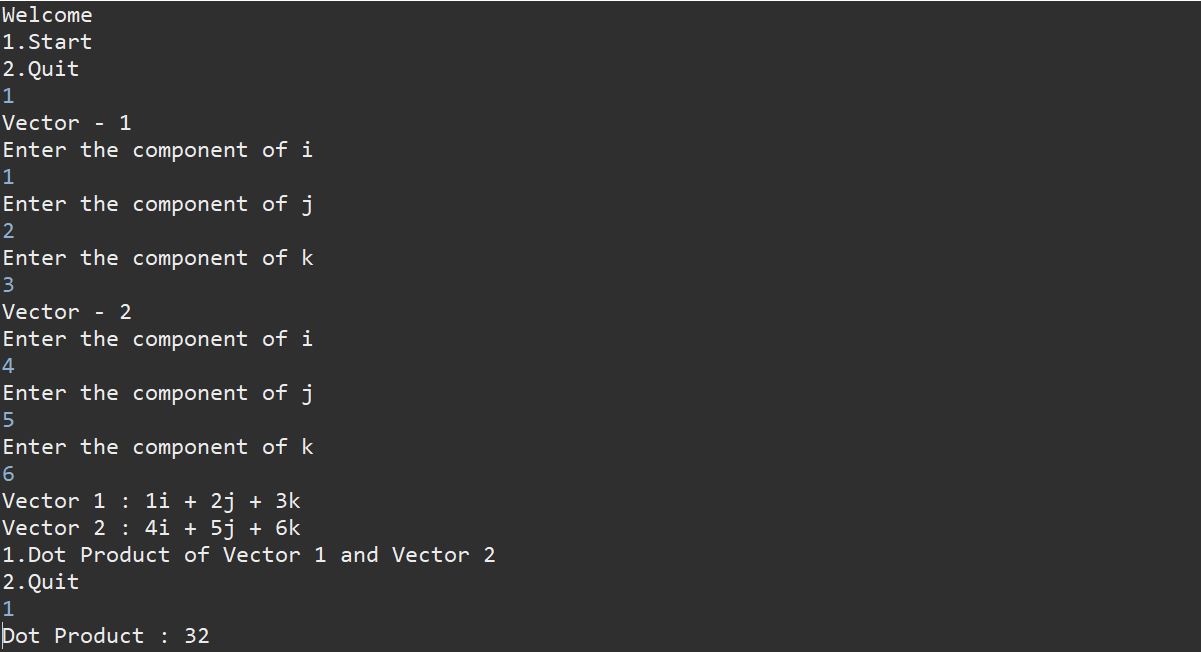 Welcome
1.Start
2.Quit
1
Vector - 1
Enter the component of i
1
Enter the component of j
2
Enter the component of k
3
Vector - 2
Enter the component of i
4
Enter the component of j
5
Enter the component of k
6
Vector 1 : 1i + 2j + 3k
Vector 2 : 4i + 5j + 6k
1.Dot Product of Vector 1 and Vector 2
2.Quit
1
Dot Product : 32